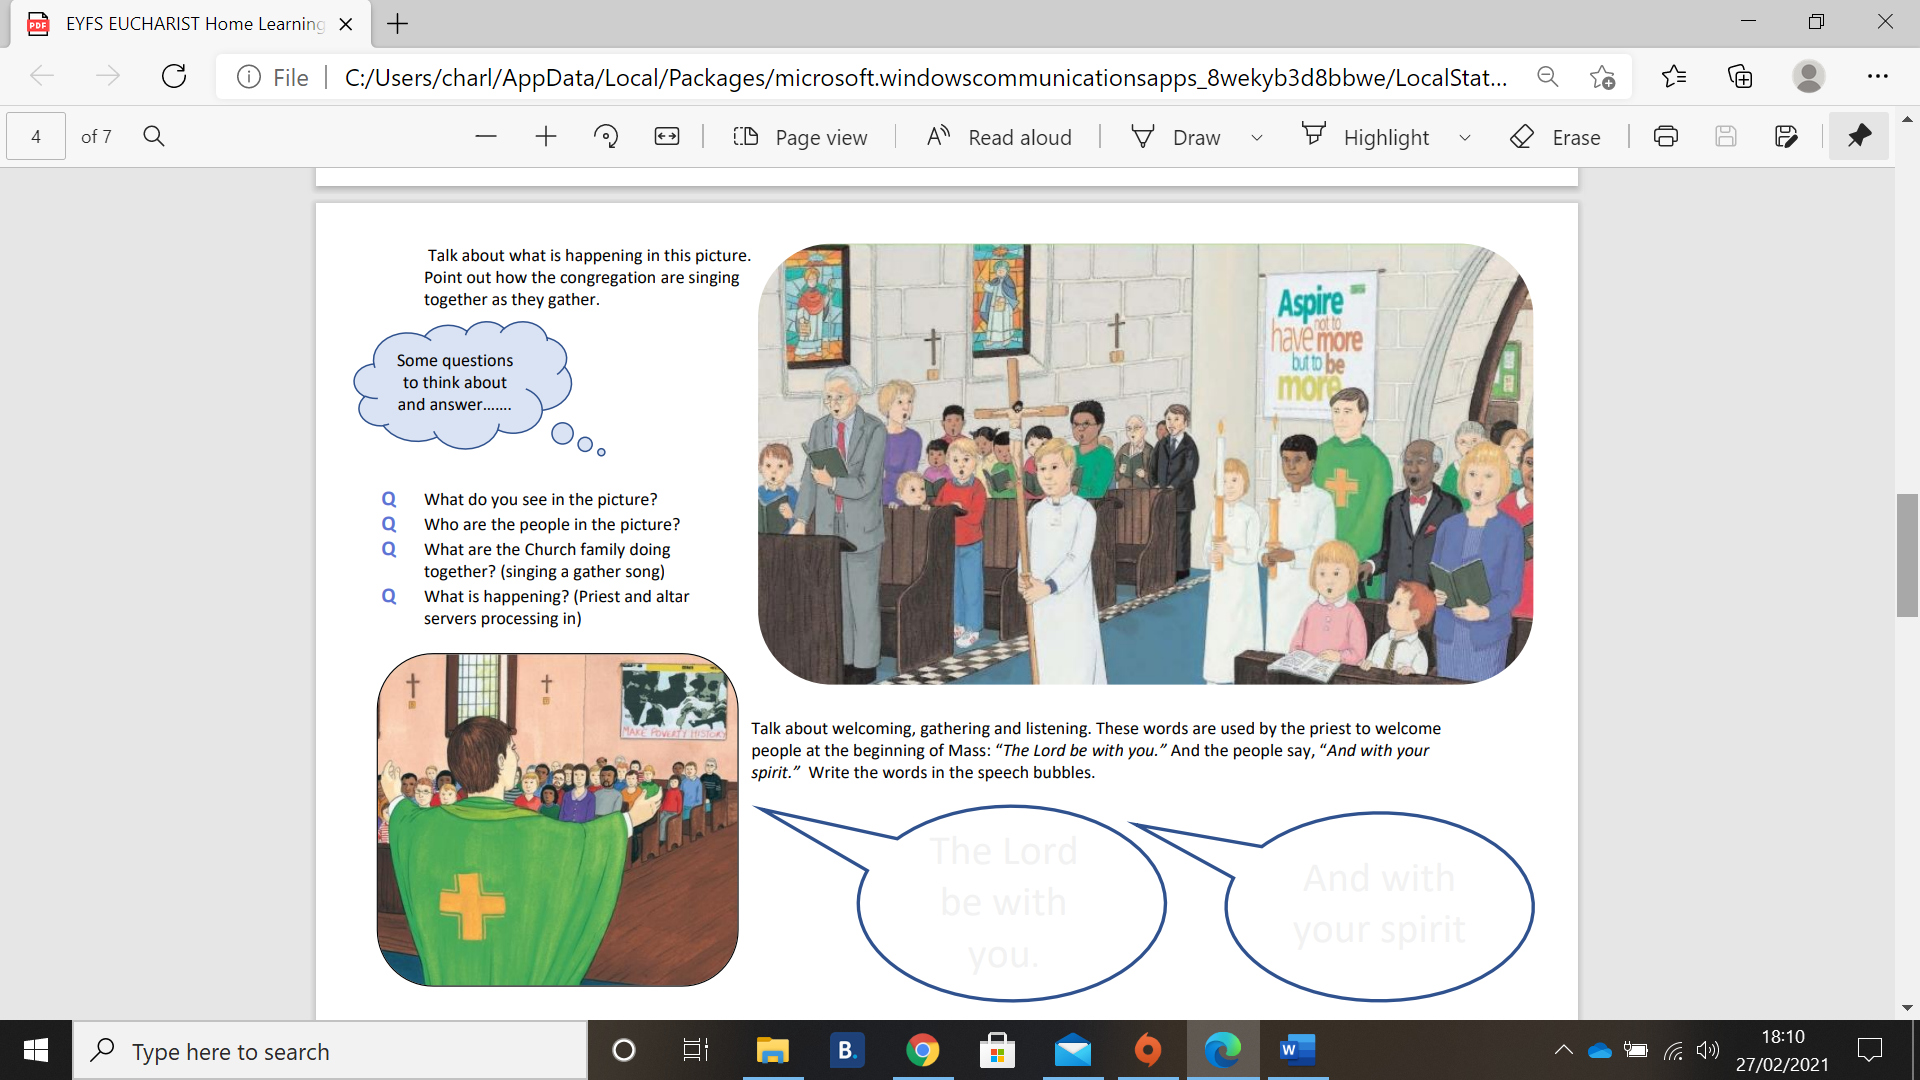 EYFS EUCHARIST Home Learning
File
C:/Users/charl/AppData/Local/Packages/microsoft.windowscommunicationsapps_8wekyb3d8bbwe/LocalStat...
4 of 7
Page view
Read aloud
Draw
Highlight
Erase
Talk about what is happening in this picture.
Point out how the congregation are singing
together as they gather.
Some questions
to think about
and answer…….
Q What do you see in the picture?
Q Who are the people in the picture?
Q What are the Church family doing
together? (singing a gather song)
Q What is happening? (Priest and altar
servers processing in)
Aspire
not to
have more
but to be
more
MAKE POVERTY HISTORY
Talk about welcoming, gathering and listening. These words are used by the priest to welcome
people at the beginning of Mass: “The Lord be with you.” And the people say, “And with your
spirit.” Write the words in the speech bubbles.
The Lord
be with
you.
And with
your spirit
Type here to search
B.
W
18:10
27/02/2021